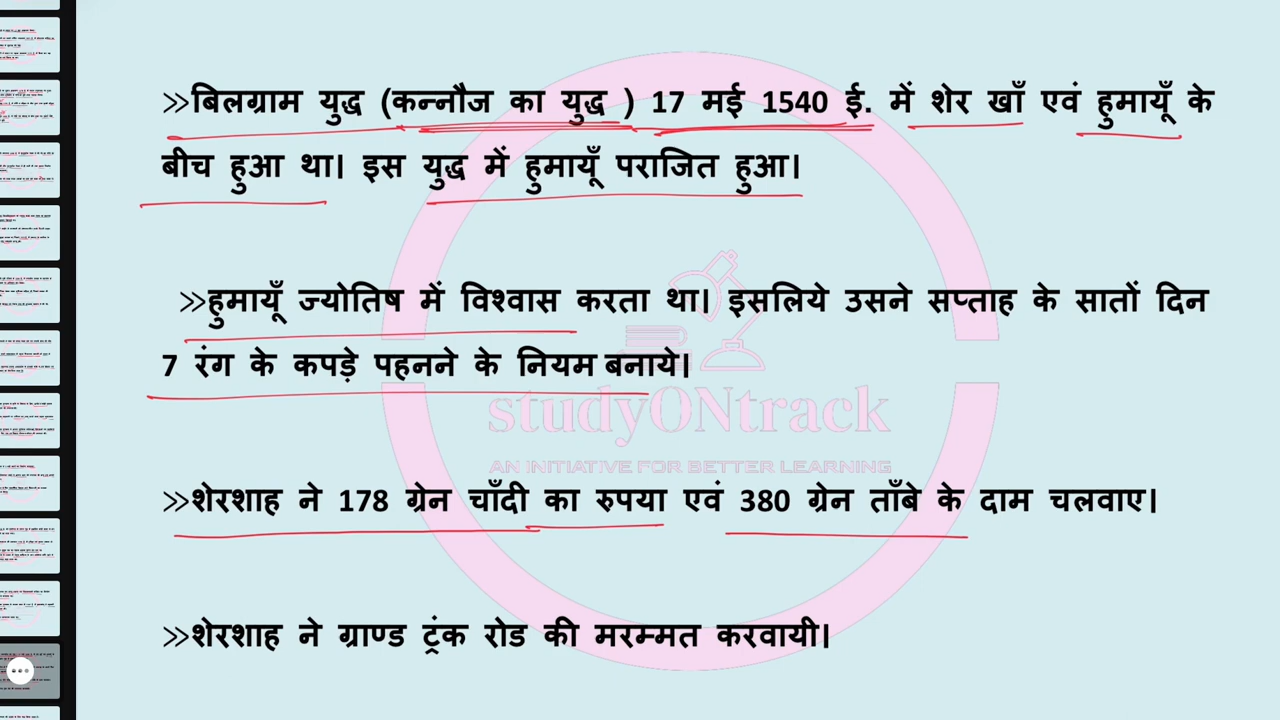 ≫बिलग्राम युद्ध (कन्नौज का युद्ध ) 17 मई 1540 ई. में शेर खाँ एवं हुमायूँ के
बीच हुआ था| इस युद्ध में हुमायूँ पराजित हुआ|
≫हुमायूँ ज्योतिष में विश्वास करता था| इसलिये उसने सप्ताह के सातों दिन
7 रंग के कपड़े पहनने के नियम बनाये|
studyONtrack
AN INITIATIVE FOR BETTER LEARNING
≫शेरशाह ने 178 ग्रेन चाँदी का रुपया एवं 380 ग्रेन ताँबे के दाम चलवाए|
≫शेरशाह ने ग्राण्ड ट्रंक रोड की मरम्मत करवायी|